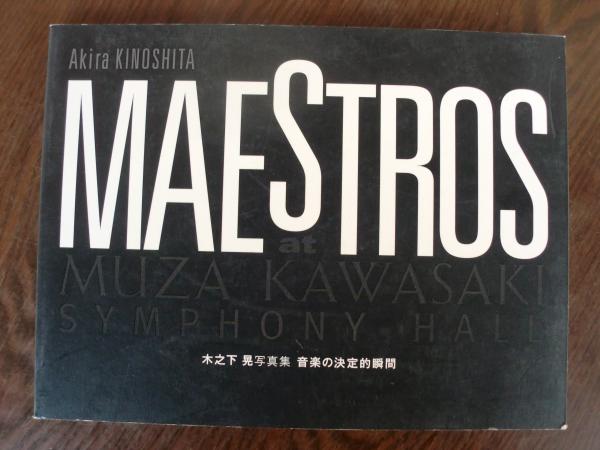 Akira KINOSHITA
MAESTROS
at
MUZA KAWASAKI
SYMPHONY HALL
木之下 晃写真集 音楽の決定的瞬間